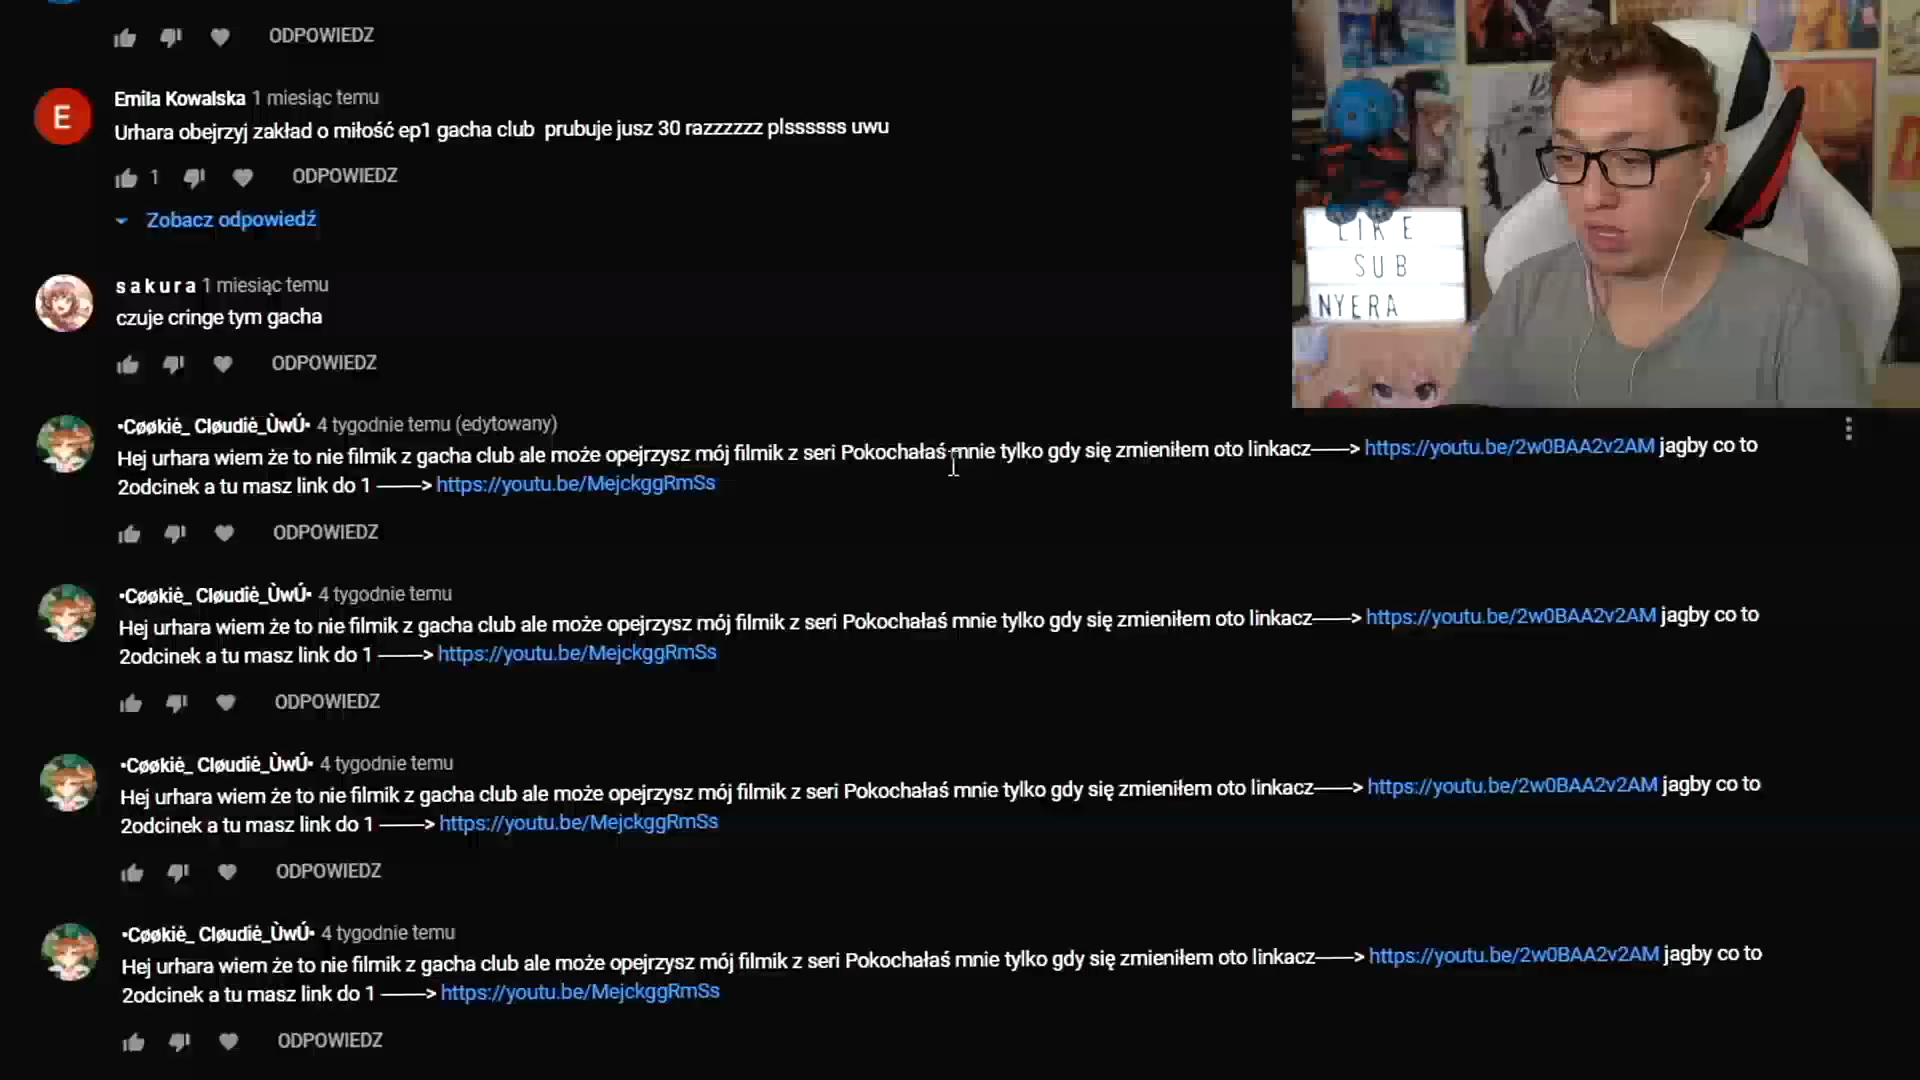 ODPOWIEDZ
Emila Kowalska 1 miesiąc temu
Urhara obejrzyj zakład o miłość ep1 gacha club prubuje jusz 30 razzzzzz plssssss uwu
1 ODPOWIEDZ
Zobacz odpowiedź
s a k u r a 1 miesiąc temu
czuje cringe tym gacha
ODPOWIEDZ
LIKE
SUB
NYERA
•Cøøkiė_ Cløudiė_ÙwÚ• 4 tygodnie temu (edytowany)
Hej urhara wiem że to nie filmik z gacha club ale może opejrzysz mój filmik z seri Pokochałaś mnie tylko gdy się zmieniłem oto linkacz——> https://youtu.be/2w0BAA2v2AM jagby co to
2odcinek a tu masz link do 1 ——> https://youtu.be/MejckggRmSs
ODPOWIEDZ
•Cøøkiė_ Cløudiė_ÙwÚ• 4 tygodnie temu
Hej urhara wiem że to nie filmik z gacha club ale może opejrzysz mój filmik z seri Pokochałaś mnie tylko gdy się zmieniłem oto linkacz——> https://youtu.be/2w0BAA2v2AM jagby co to
2odcinek a tu masz link do 1 ——> https://youtu.be/MejckggRmSs
ODPOWIEDZ
•Cøøkiė_ Cløudiė_ÙwÚ• 4 tygodnie temu
Hej urhara wiem że to nie filmik z gacha club ale może opejrzysz mój filmik z seri Pokochałaś mnie tylko gdy się zmieniłem oto linkacz——> https://youtu.be/2w0BAA2v2AM jagby co to
2odcinek a tu masz link do 1 ——> https://youtu.be/MejckggRmSs
ODPOWIEDZ
•Cøøkiė_ Cløudiė_ÙwÚ• 4 tygodnie temu
Hej urhara wiem że to nie filmik z gacha club ale może opejrzysz mój filmik z seri Pokochałaś mnie tylko gdy się zmieniłem oto linkacz——> https://youtu.be/2w0BAA2v2AM jagby co to
2odcinek a tu masz link do 1 ——> https://youtu.be/MejckggRmSs
ODPOWIEDZ